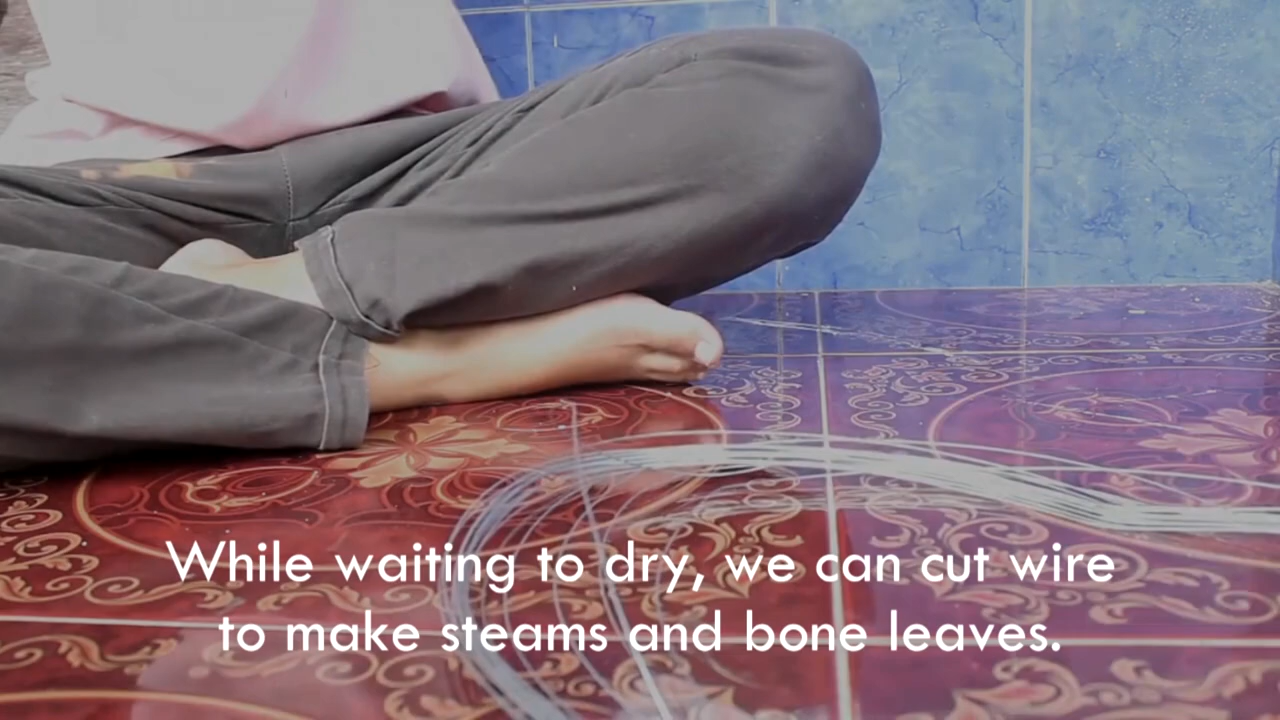 While waiting to dry, we can cut wire
to make steams and bone leaves.